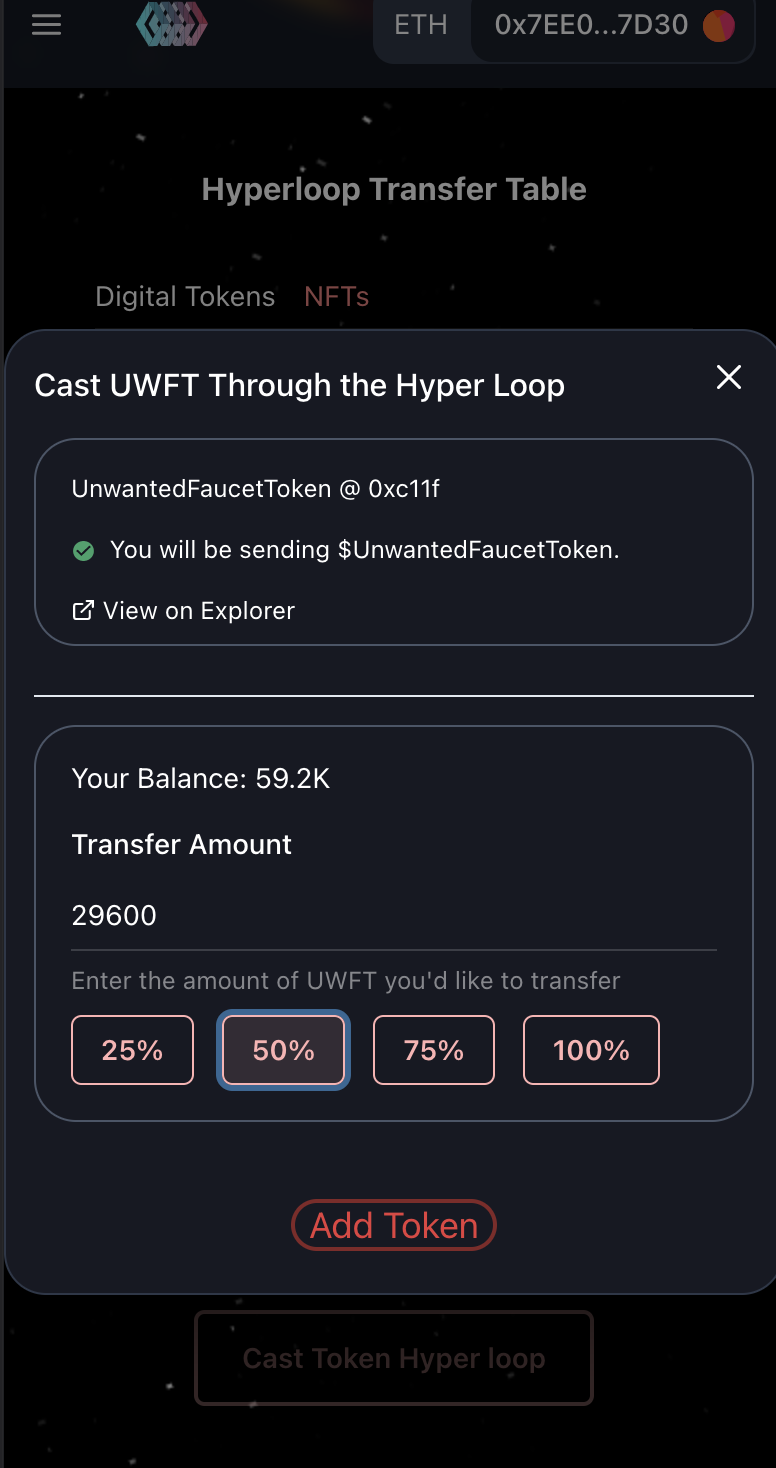 ETH 0x7EE0...7D30
Hyperloop Transfer Table
Digital Tokens NFTs
Cast UWFT Through the Hyper Loop
UnwantedFaucetToken @ 0xc11f
You will be sending $UnwantedFaucetToken.
View on Explorer
Your Balance: 59.2K
Transfer Amount
29600
Enter the amount of UWFT you'd like to transfer
25% 50% 75% 100%
Add Token
Cast Token Hyper loop